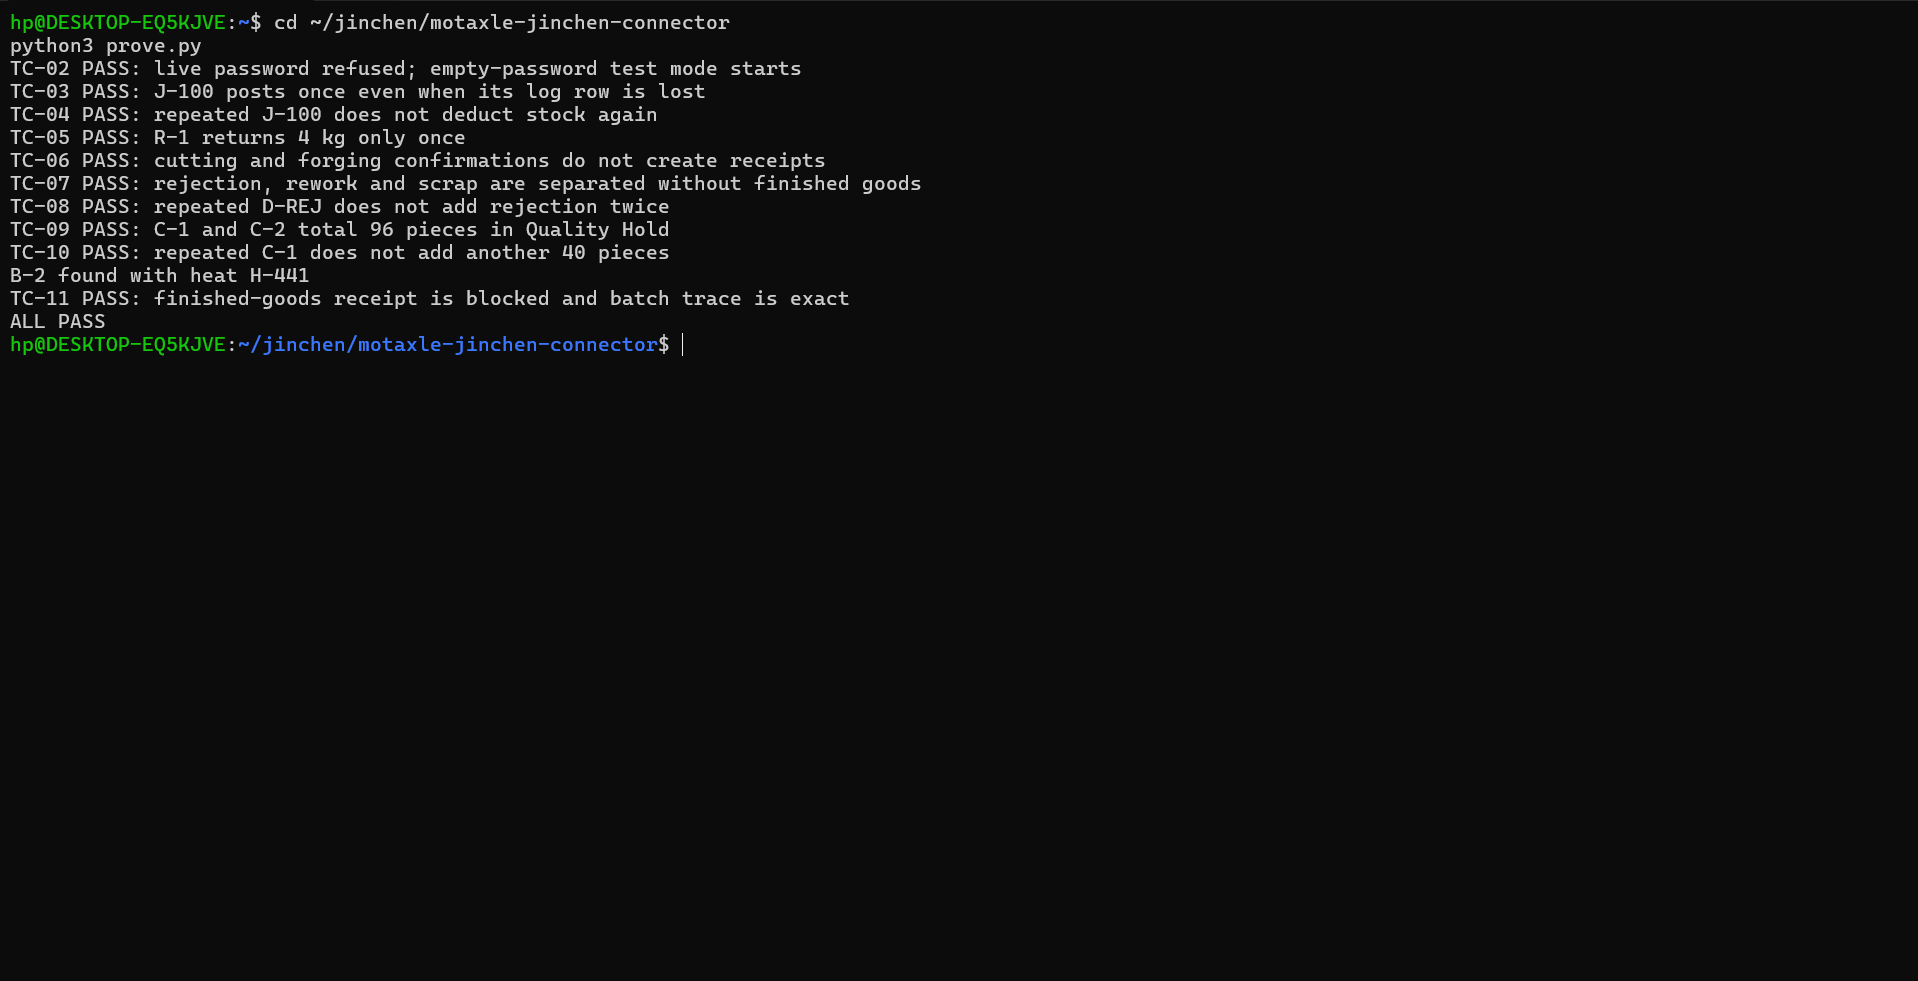 hp@DESKTOP-EQ5KJVE:~$ cd ~/jinchen/motaxle-jinchen-connector
python3 prove.py
TC-02 PASS: live password refused; empty-password test mode starts
TC-03 PASS: J-100 posts once even when its log row is lost
TC-04 PASS: repeated J-100 does not deduct stock again
TC-05 PASS: R-1 returns 4 kg only once
TC-06 PASS: cutting and forging confirmations do not create receipts
TC-07 PASS: rejection, rework and scrap are separated without finished goods
TC-08 PASS: repeated D-REJ does not add rejection twice
TC-09 PASS: C-1 and C-2 total 96 pieces in Quality Hold
TC-10 PASS: repeated C-1 does not add another 40 pieces
B-2 found with heat H-441
TC-11 PASS: finished-goods receipt is blocked and batch trace is exact
ALL PASS
hp@DESKTOP-EQ5KJVE:~/jinchen/motaxle-jinchen-connector$